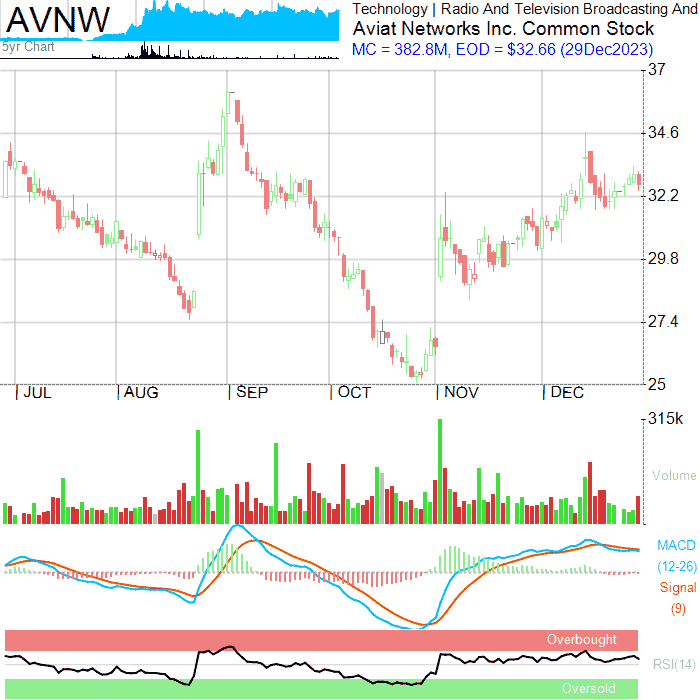 AVNW
5yr Chart
Technology | Radio And Television Broadcasting And
Aviat Networks Inc. Common Stock
MC = 382.8M, EOD = $32.66 (29Dec2023)
37
34.6
32.2
29.8
27.4
25
JUL AUG SEP OCT NOV DEC
315k
Volume
MACD
(12-26)
Signal
(9)
Overbought
RSI(14)
Oversold